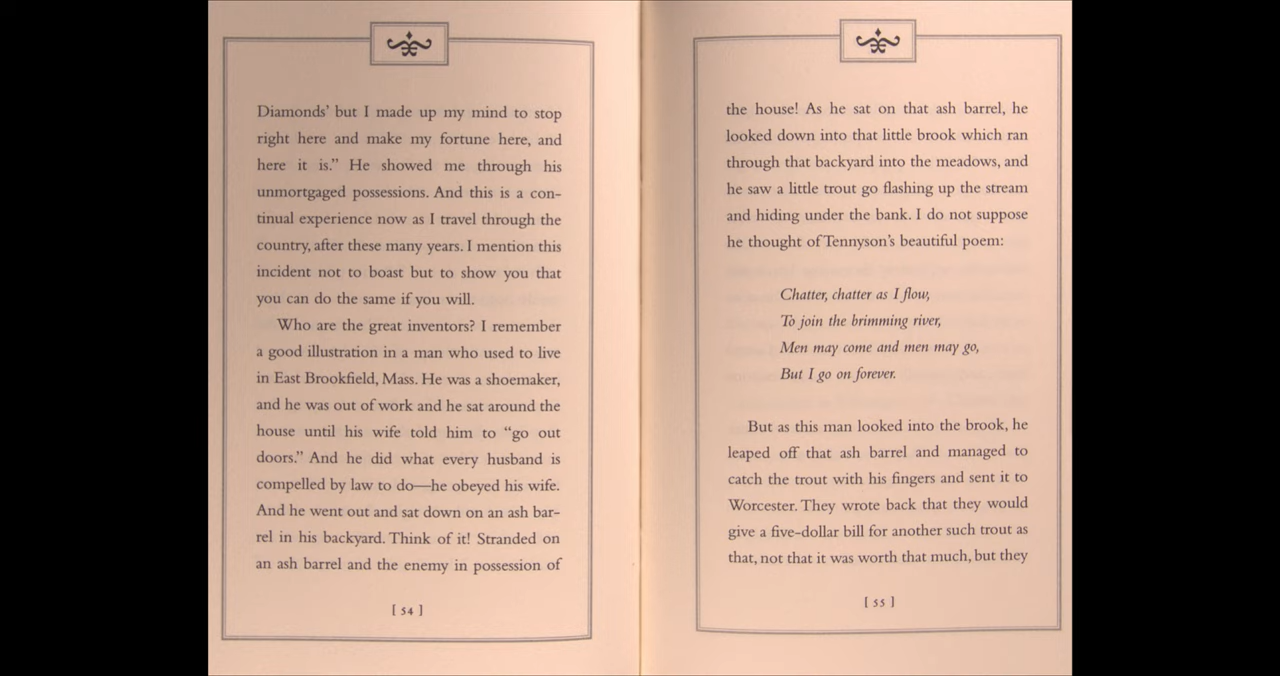 Diamonds’ but I made up my mind to stop
right here and make my fortune here, and
here it is.” He showed me through his
unmortgaged possessions. And this is a con-
tinual experience now as I travel through the
country, after these many years. I mention this
incident not to boast but to show you that
you can do the same if you will.
Who are the great inventors? I remember
a good illustration in a man who used to live
in East Brookfield, Mass. He was a shoemaker,
and he was out of work and he sat around the
house until his wife told him to “go out
doors.” And he did what every husband is
compelled by law to do—he obeyed his wife.
And he went out and sat down on an ash bar-
rel in his backyard. Think of it! Stranded on
an ash barrel and the enemy in possession of
[ 54 ]
the house! As he sat on that ash barrel, he
looked down into that little brook which ran
through that backyard into the meadows, and
he saw a little trout go flashing up the stream
and hiding under the bank. I do not suppose
he thought of Tennyson’s beautiful poem:
Chatter, chatter as I flow,
To join the brimming river,
Men may come and men may go,
But I go on forever.
But as this man looked into the brook, he
leaped off that ash barrel and managed to
catch the trout with his fingers and sent it to
Worcester. They wrote back that they would
give a five-dollar bill for another such trout as
that, not that it was worth that much, but they
[ 55 ]